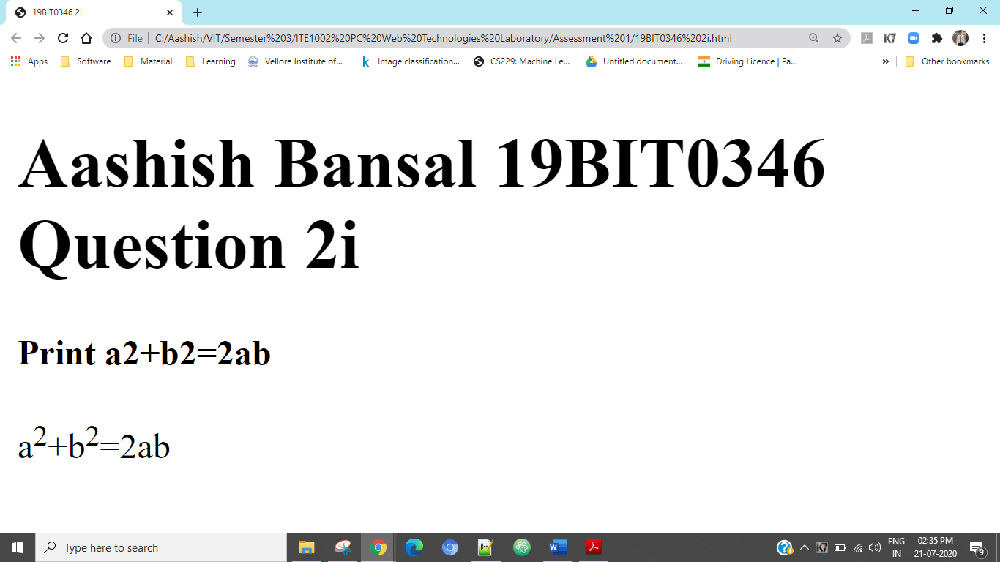 19BIT0346 2i
File | C:/Aashish/VIT/Semester%203/ITE1002%20PC%20Web%20Technologies%20Laboratory/Assessment%201/19BIT0346%202i.html
Apps Software Material Learning Vellore Institute of... Image classification... CS229: Machine Le... Untitled document... Driving Licence | Pa... » Other bookmarks
Aashish Bansal 19BIT0346
Question 2i
Print a2+b2=2ab
a²+b²=2ab
Type here to search
ENG
IN
02:35 PM
21-07-2020
9